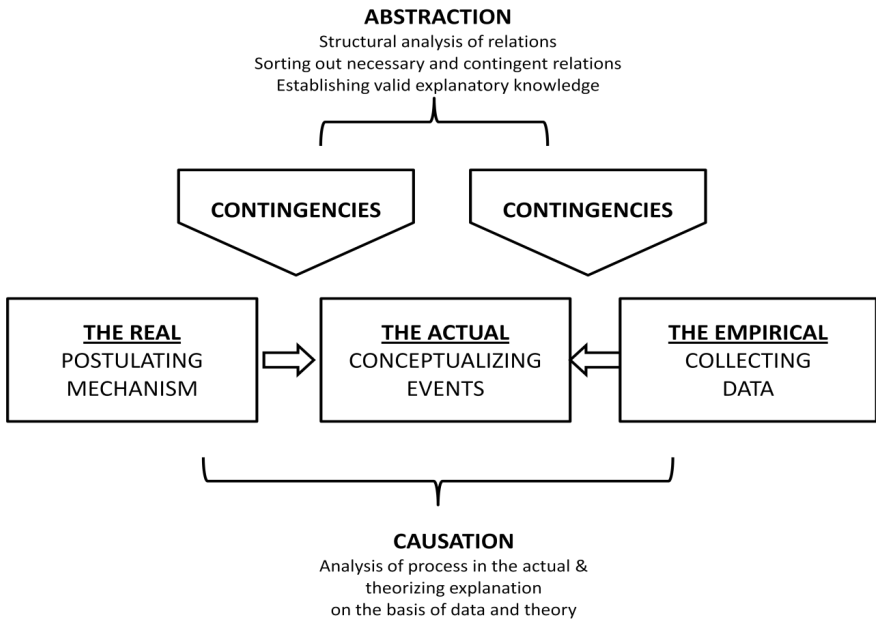 ABSTRACTION
Structural analysis of relations
Sorting out necessary and contingent relations
Establishing valid explanatory knowledge
CONTINGENCIES
CONTINGENCIES
THE REAL
POSTULATING
MECHANISM
THE ACTUAL
CONCEPTUALIZING
EVENTS
THE EMPIRICAL
COLLECTING
DATA
CAUSATION
Analysis of process in the actual &
theorizing explanation
on the basis of data and theory